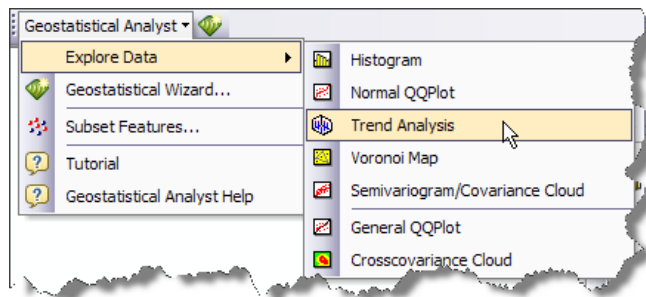 Geostatistical Analyst
Explore Data
Geostatistical Wizard...
Subset Features...
Tutorial
Geostatistical Analyst Help
Histogram
Normal QQPlot
Trend Analysis
Voronoi Map
Semivariogram/Covariance Cloud
General QQPlot
Crosscovariance Cloud